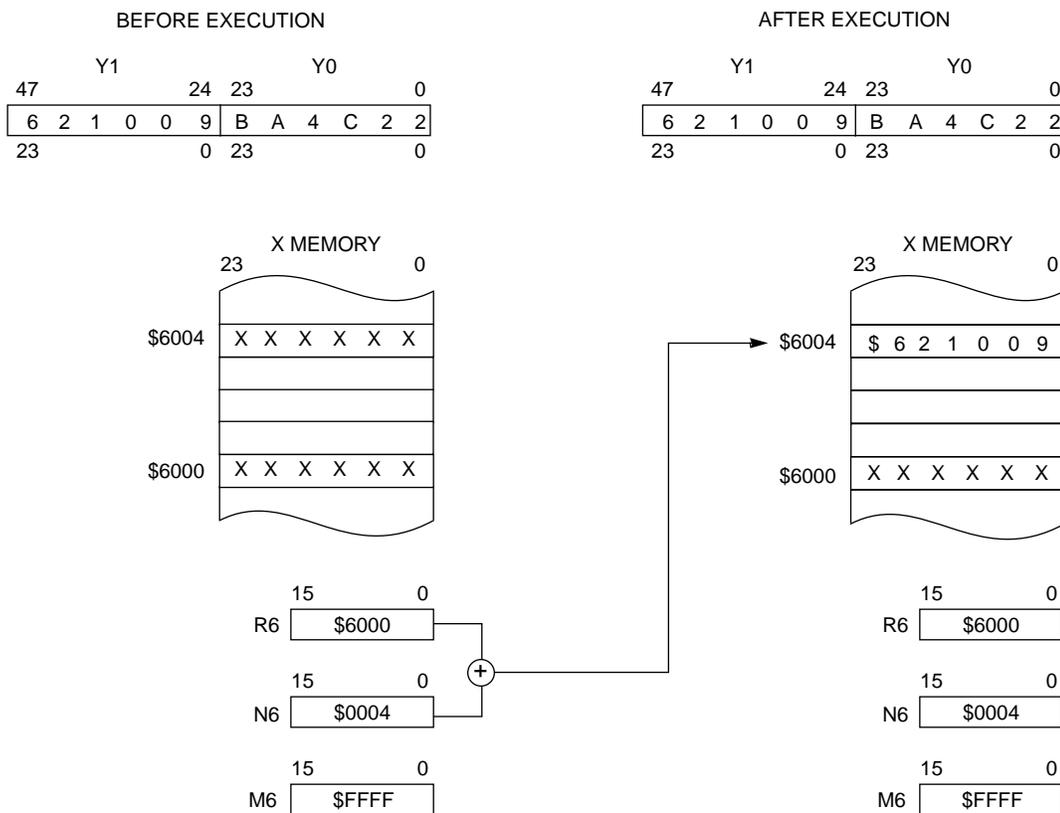 BEFORE EXECUTION
AFTER EXECUTION
Y1 Y0
47 24 23 0
6 2 1 0 0 9 B A 4 C 2 2
23 0 23 0
Y1 Y0
47 24 23 0
6 2 1 0 0 9 B A 4 C 2 2
23 0 23 0
X MEMORY
23 0
$6004 X X X X X X
$6000 X X X X X X
X MEMORY
23 0
$6004 $ 6 2 1 0 0 9
$6000 X X X X X X
15 0
R6 $6000
+
15 0
N6 $0004
15 0
M6 $FFFF
15 0
R6 $6000
15 0
N6 $0004
15 0
M6 $FFFF